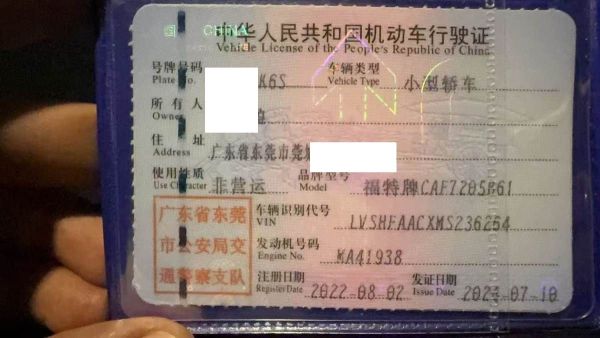 CHINA
中华人民共和国机动车行驶证
Vehicle License of the People's Republic of China
号牌号码 K6S 车辆类型 小型轿车
Plate No. Vehicle Type
所有人
Owner
住址 广东省东莞市莞
Address
使用性质 非营运 品牌型号 福特牌CAF7205B61
Use Character Model
广东省东莞
市公安局交
通警察支队
车辆识别代号 LVSHFAACXMS236254
VIN
发动机号码 MA41938
Engine No.
注册日期 2022-08-02 发证日期
Register Date Issue Date